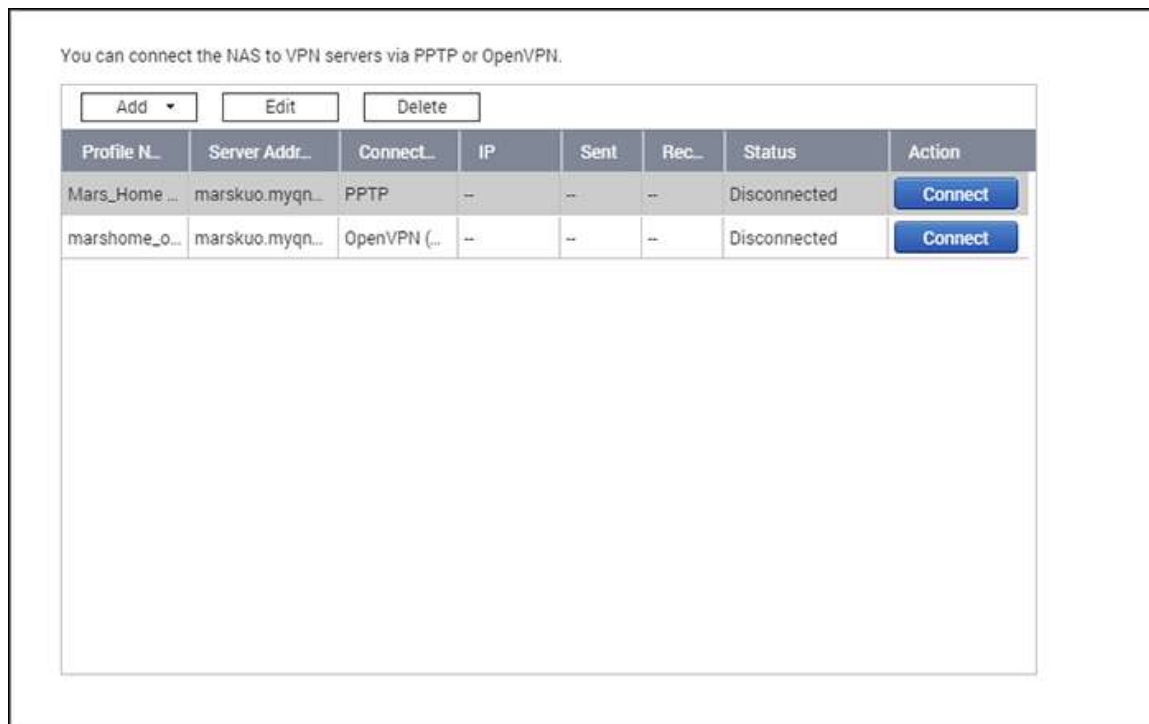 You can connect the NAS to VPN servers via PPTP or OpenVPN.
Add Edit Delete
Profile N... Server Addr... Connect... IP Sent Rec... Status Action
Mars_Home ... marskuo.myqn... PPTP -- -- -- Disconnected Connect
marshome_o... marskuo.myqn... OpenVPN (... -- -- -- Disconnected Connect